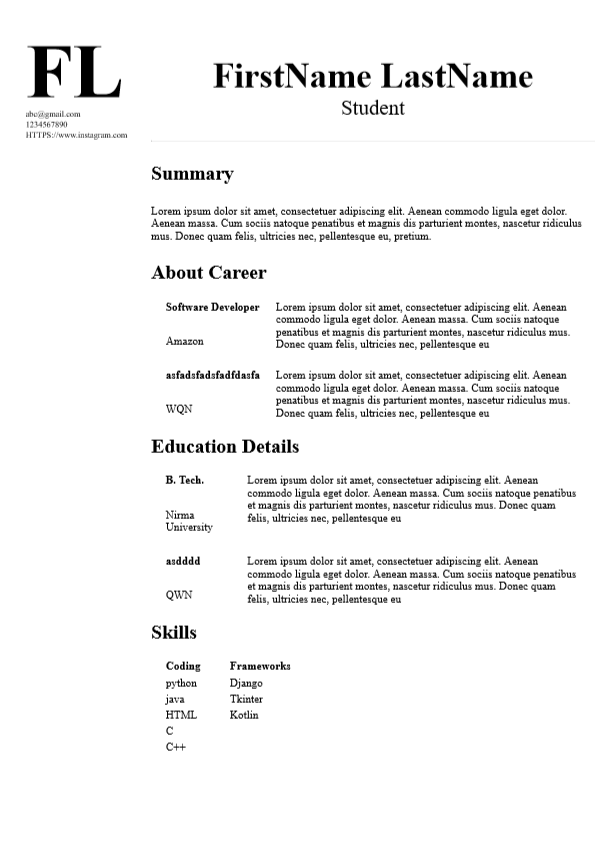 FL
abc@gmail.com
1234567890
HTTPS://www.instagram.com
FirstName LastName
Student
Summary
Lorem ipsum dolor sit amet, consectetuer adipiscing elit. Aenean commodo ligula eget dolor.
Aenean massa. Cum sociis natoque penatibus et magnis dis parturient montes, nascetur ridiculus
mus. Donec quam felis, ultricies nec, pellentesque eu, pretium.
About Career
Software Developer
Amazon
Lorem ipsum dolor sit amet, consectetuer adipiscing elit. Aenean
commodo ligula eget dolor. Aenean massa. Cum sociis natoque
penatibus et magnis dis parturient montes, nascetur ridiculus mus.
Donec quam felis, ultricies nec, pellentesque eu
asfadsfadsfadfdasfa
WQN
Lorem ipsum dolor sit amet, consectetuer adipiscing elit. Aenean
commodo ligula eget dolor. Aenean massa. Cum sociis natoque
penatibus et magnis dis parturient montes, nascetur ridiculus mus.
Donec quam felis, ultricies nec, pellentesque eu
Education Details
B. Tech.
Nirma
University
Lorem ipsum dolor sit amet, consectetuer adipiscing elit. Aenean
commodo ligula eget dolor. Aenean massa. Cum sociis natoque penatibus
et magnis dis parturient montes, nascetur ridiculus mus. Donec quam
felis, ultricies nec, pellentesque eu
asdddd
QWN
Lorem ipsum dolor sit amet, consectetuer adipiscing elit. Aenean
commodo ligula eget dolor. Aenean massa. Cum sociis natoque penatibus
et magnis dis parturient montes, nascetur ridiculus mus. Donec quam
felis, ultricies nec, pellentesque eu
Skills
Coding Frameworks
python Django
java Tkinter
HTML Kotlin
C
C++